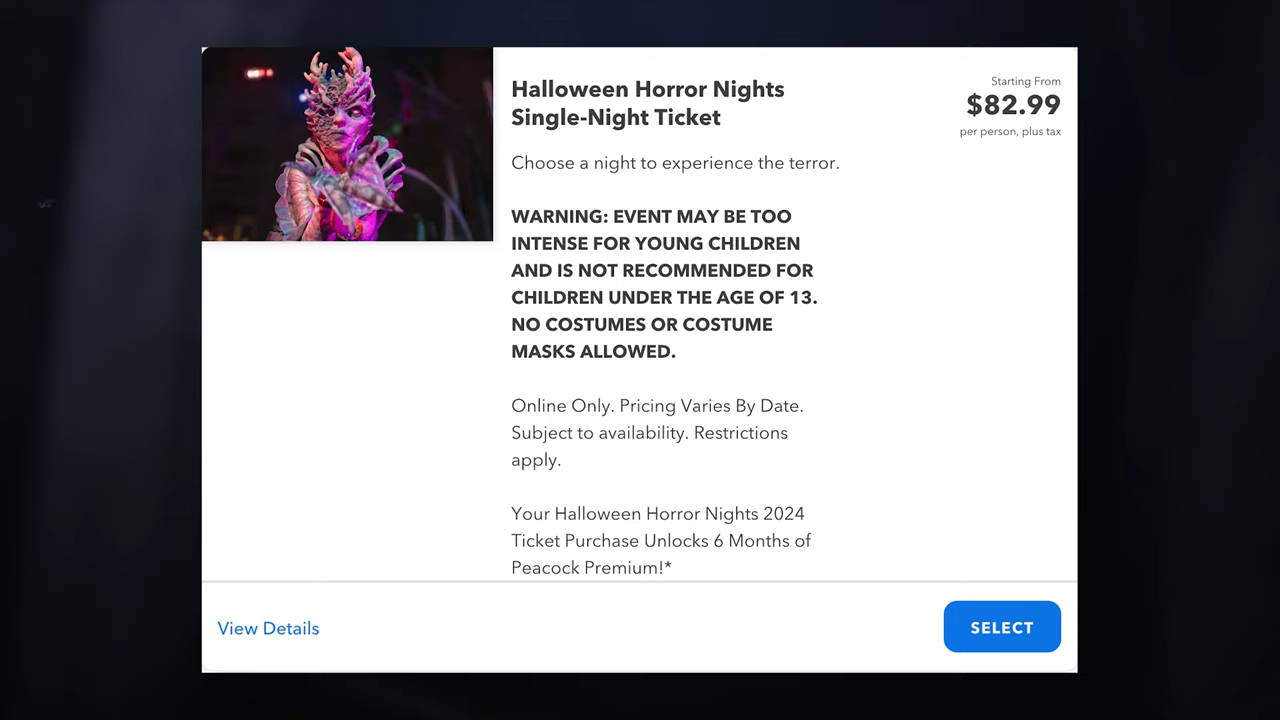 Halloween Horror Nights
Single-Night Ticket
Starting From
$82.99
per person, plus tax
Choose a night to experience the terror.
WARNING: EVENT MAY BE TOO
INTENSE FOR YOUNG CHILDREN
AND IS NOT RECOMMENDED FOR
CHILDREN UNDER THE AGE OF 13.
NO COSTUMES OR COSTUME
MASKS ALLOWED.
Online Only. Pricing Varies By Date.
Subject to availability. Restrictions
apply.
Your Halloween Horror Nights 2024
Ticket Purchase Unlocks 6 Months of
Peacock Premium!*
View Details
SELECT